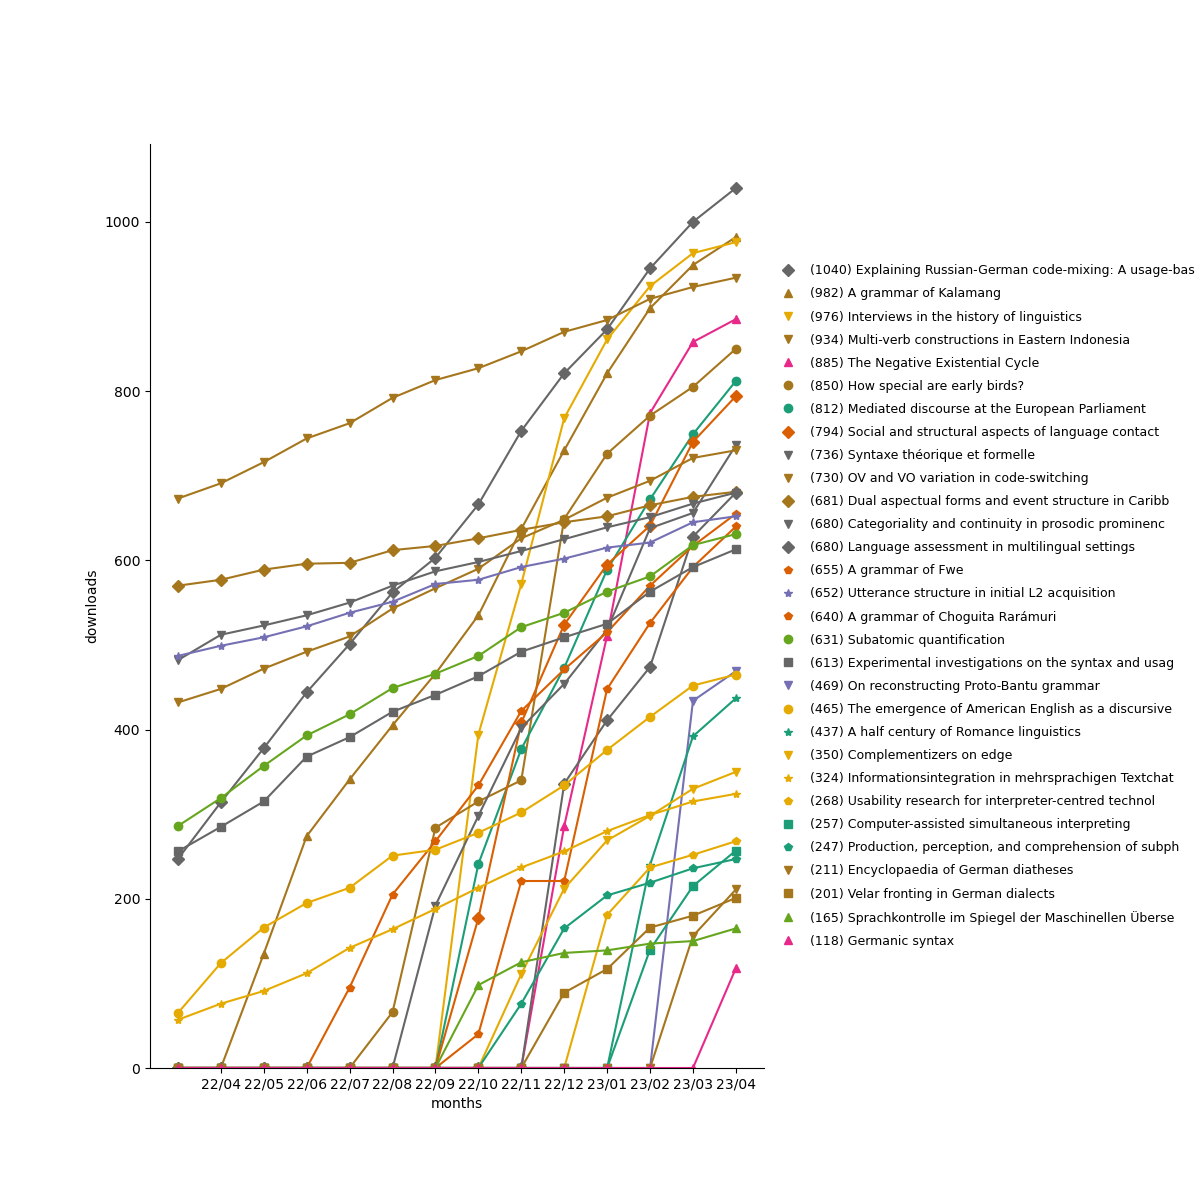 1000
800
600
400
200
0
downloads
22/04 22/05 22/06 22/07 22/08 22/09 22/10 22/11 22/12 23/01 23/02 23/03 23/04
months
(1040) Explaining Russian-German code-mixing: A usage-bas
(982) A grammar of Kalamang
(976) Interviews in the history of linguistics
(934) Multi-verb constructions in Eastern Indonesia
(885) The Negative Existential Cycle
(850) How special are early birds?
(812) Mediated discourse at the European Parliament
(794) Social and structural aspects of language contact
(736) Syntaxe théorique et formelle
(730) OV and VO variation in code-switching
(681) Dual aspectual forms and event structure in Caribb
(680) Categoriality and continuity in prosodic prominenc
(680) Language assessment in multilingual settings
(655) A grammar of Fwe
(652) Utterance structure in initial L2 acquisition
(640) A grammar of Choguita Rarámuri
(631) Subatomic quantification
(613) Experimental investigations on the syntax and usag
(469) On reconstructing Proto-Bantu grammar
(465) The emergence of American English as a discursive
(437) A half century of Romance linguistics
(350) Complementizers on edge
(324) Informationsintegration in mehrsprachigen Textchat
(268) Usability research for interpreter-centred technol
(257) Computer-assisted simultaneous interpreting
(247) Production, perception, and comprehension of subph
(211) Encyclopaedia of German diatheses
(201) Velar fronting in German dialects
(165) Sprachkontrolle im Spiegel der Maschinellen Überse
(118) Germanic syntax